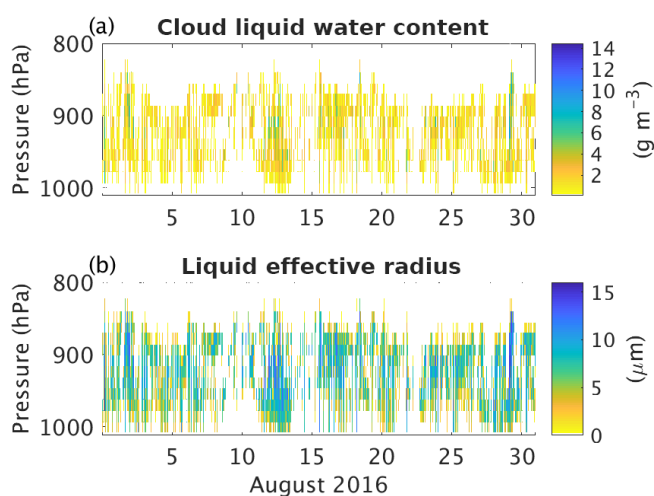 (a) Cloud liquid water content
800
900
1000
Pressure (hPa)
5 10 15 20 25 30
14
12
10
8
6
4
2
(g m⁻³)
(b) Liquid effective radius
800
900
1000
Pressure (hPa)
5 10 15 20 25 30
August 2016
15
10
5
0
(μm)